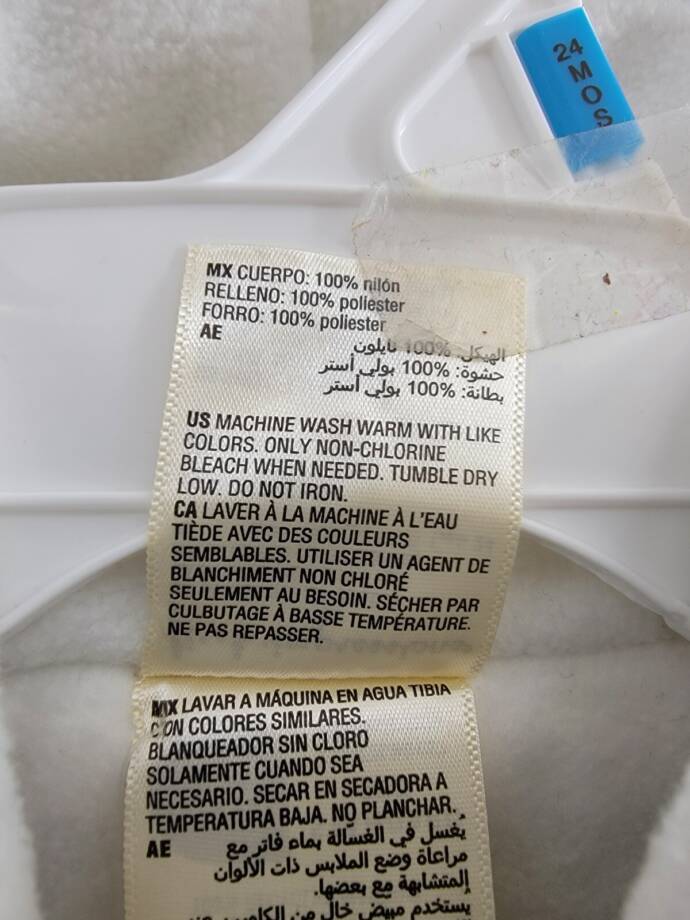 24 MOS
MX CUERPO: 100% nilón
RELLENO: 100% poliester
FORRO: 100% poliester
AE
الهيكل: 100% نايلون
حشوة: 100% بولي أستر
بطانة: 100% بولي أستر
US MACHINE WASH WARM WITH LIKE
COLORS. ONLY NON-CHLORINE
BLEACH WHEN NEEDED. TUMBLE DRY
LOW. DO NOT IRON.
CA LAVER À LA MACHINE À L'EAU
TIÈDE AVEC DES COULEURS
SEMBLABLES. UTILISER UN AGENT DE
BLANCHIMENT NON CHLORÉ
SEULEMENT AU BESOIN. SÉCHER PAR
CULBUTAGE À BASSE TEMPÉRATURE.
NE PAS REPASSER.
MX LAVAR A MÁQUINA EN AGUA TIBIA
CON COLORES SIMILARES.
BLANQUEADOR SIN CLORO
SOLAMENTE CUANDO SEA
NECESARIO. SECAR EN SECADORA A
TEMPERATURA BAJA. NO PLANCHAR.
AE
يغسل في الغسالة بماء فاتر مع
مراعاة وضع الملابس ذات الألوان
المتشابهة مع بعضها.
يستخدم مبيض خال من الكلور